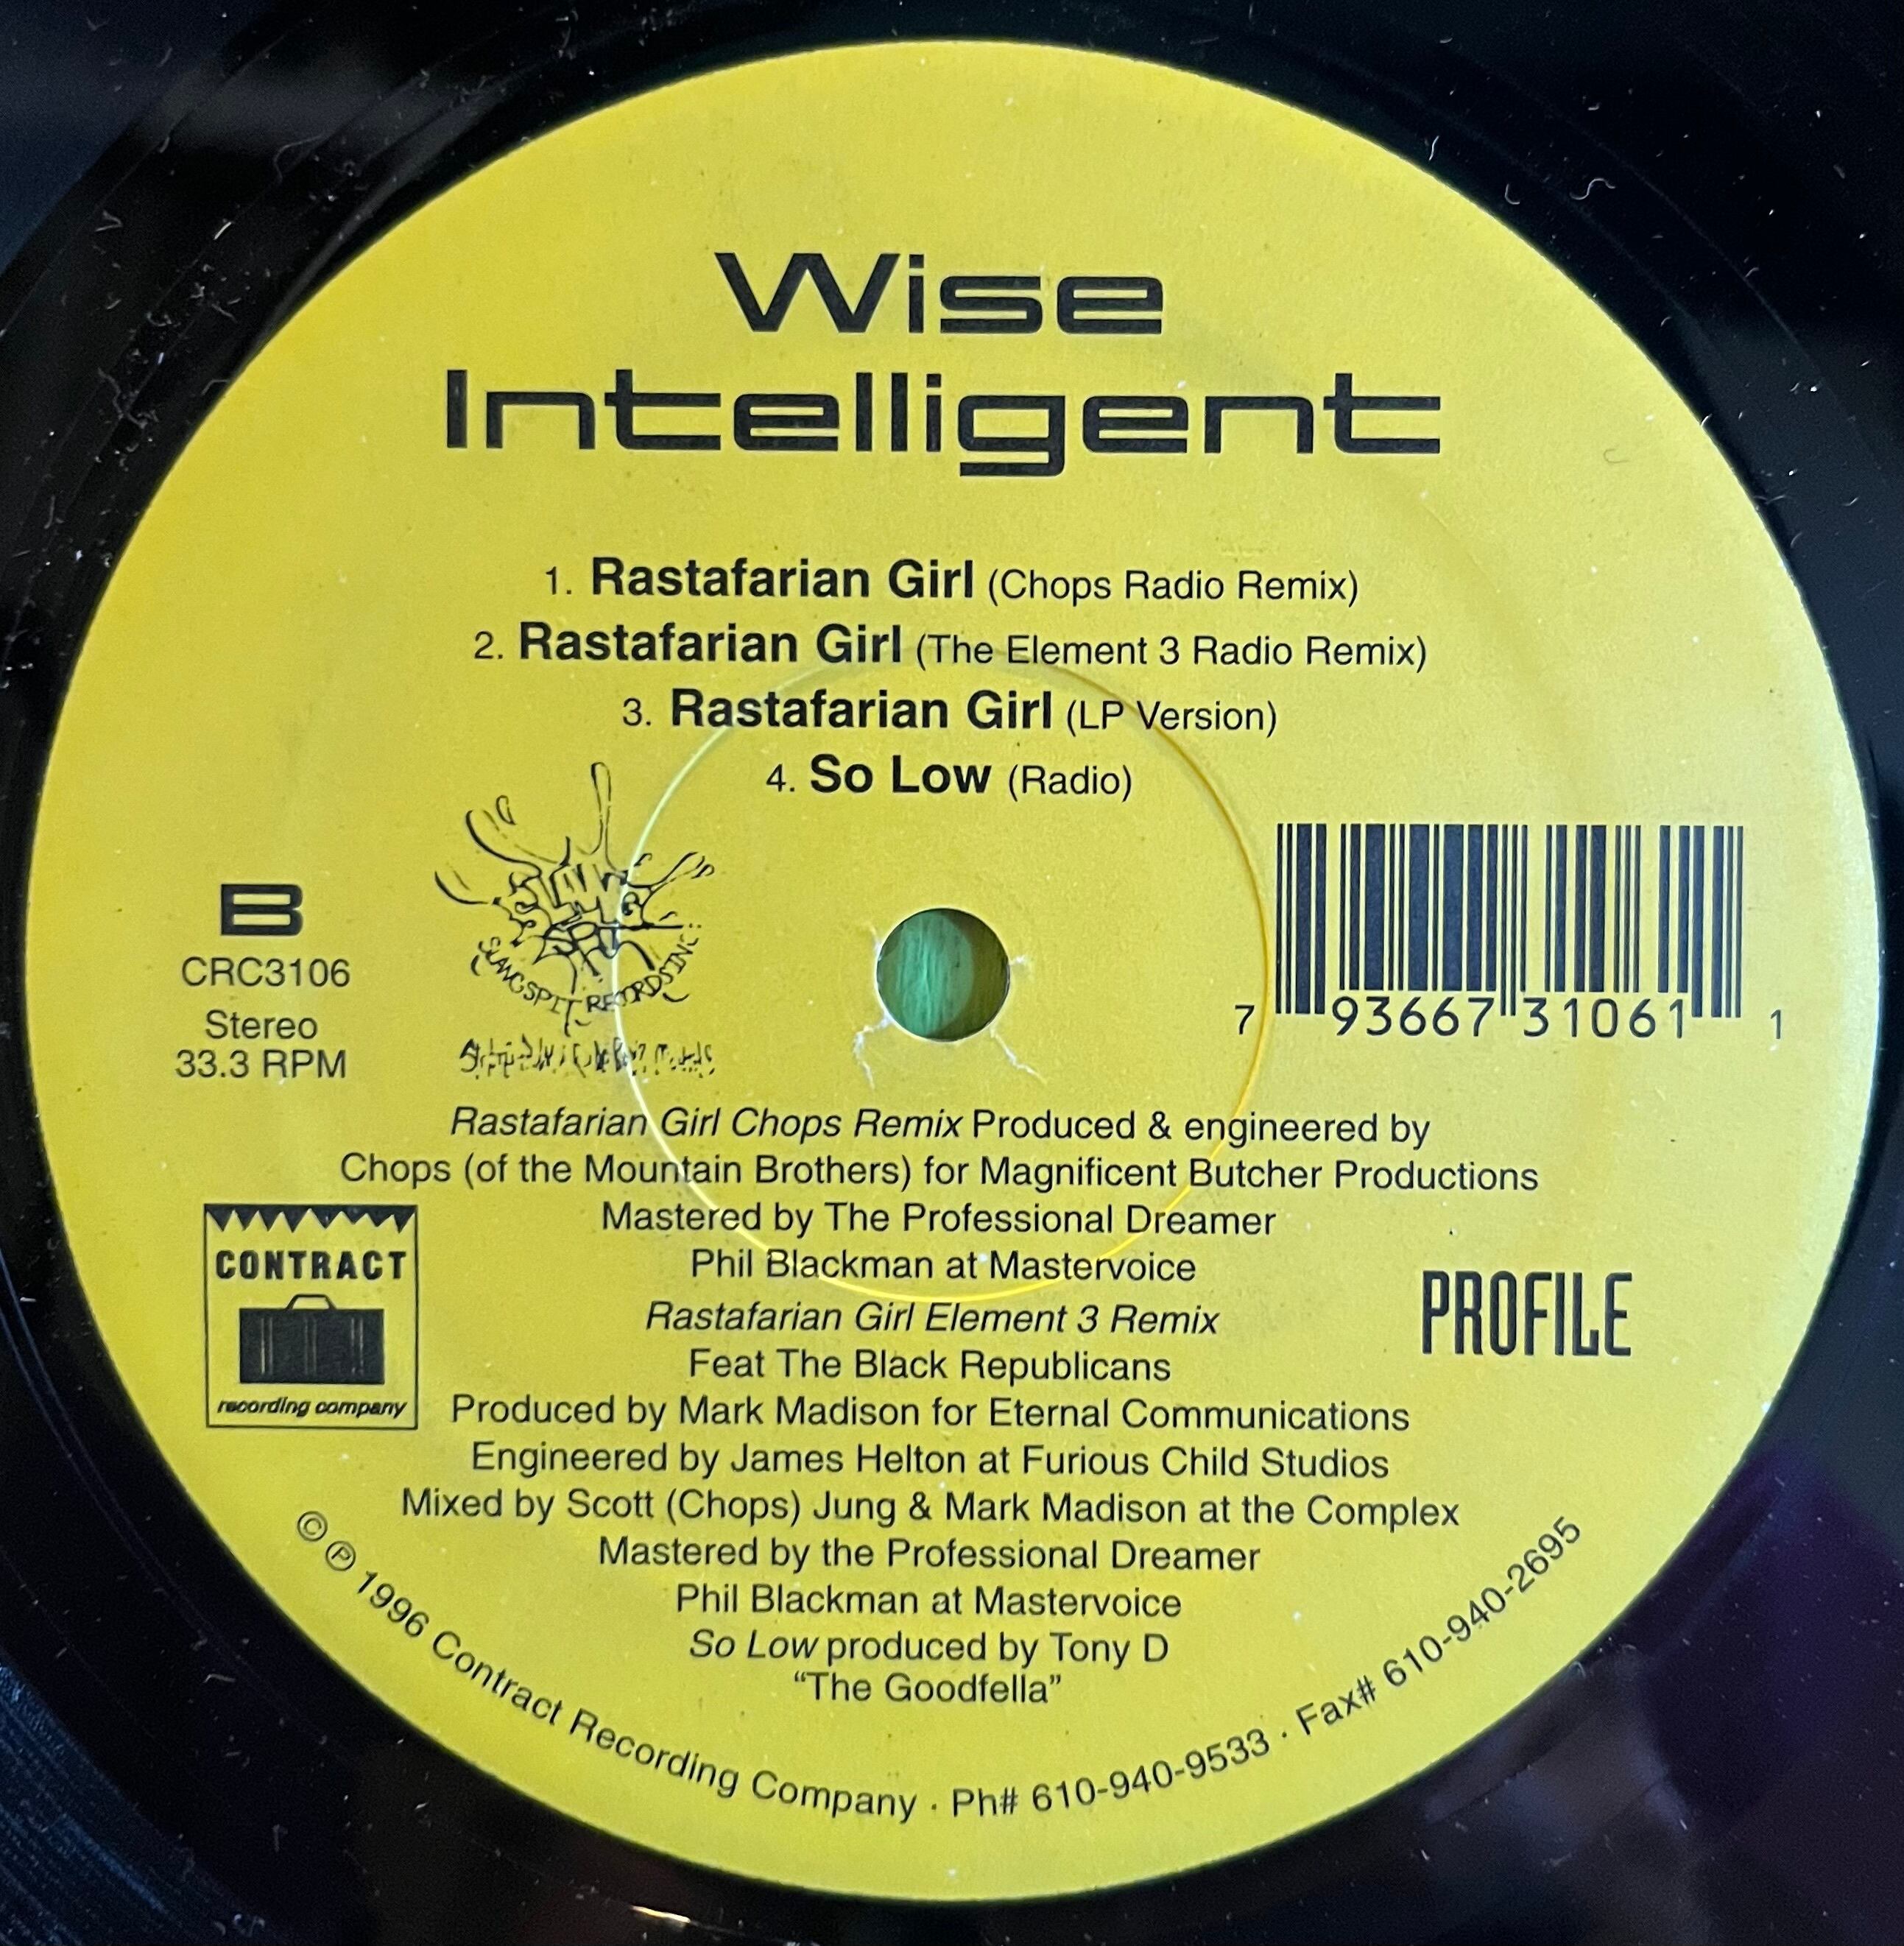 Wise
Intelligent
1. Rastafarian Girl (Chops Radio Remix)
2. Rastafarian Girl (The Element 3 Radio Remix)
3. Rastafarian Girl (LP Version)
4. So Low (Radio)
B
CRC3106
Stereo
33.3 RPM
SLANG
SPIT
SLANGSPIT RECORDS INC.
7 93667 31061 1
Rastafarian Girl Chops Remix Produced & engineered by
Chops (of the Mountain Brothers) for Magnificent Butcher Productions
Mastered by The Professional Dreamer
Phil Blackman at Mastervoice
Rastafarian Girl Element 3 Remix
Feat The Black Republicans
Produced by Mark Madison for Eternal Communications
Engineered by James Helton at Furious Child Studios
Mixed by Scott (Chops) Jung & Mark Madison at the Complex
Mastered by the Professional Dreamer
Phil Blackman at Mastervoice
So Low produced by Tony D
“The Goodfella”
CONTRACT
recording company
PROFILE
© ℗ 1996 Contract Recording Company · Ph# 610-940-9533 · Fax# 610-940-2695